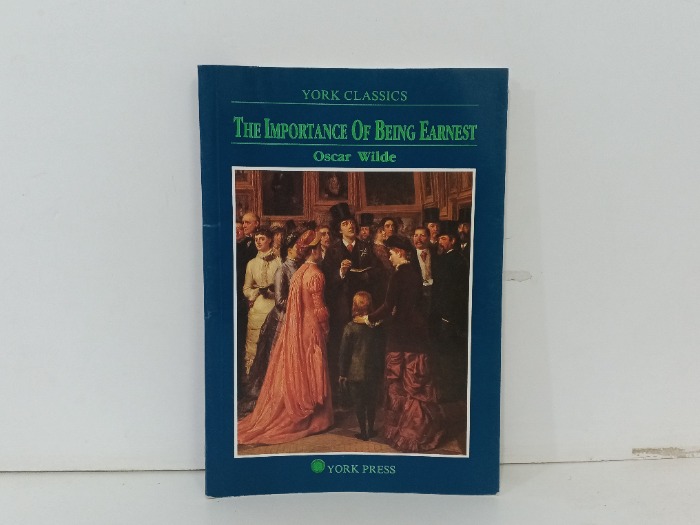 YORK CLASSICS
THE IMPORTANCE OF BEING EARNEST
Oscar Wilde
YORK PRESS